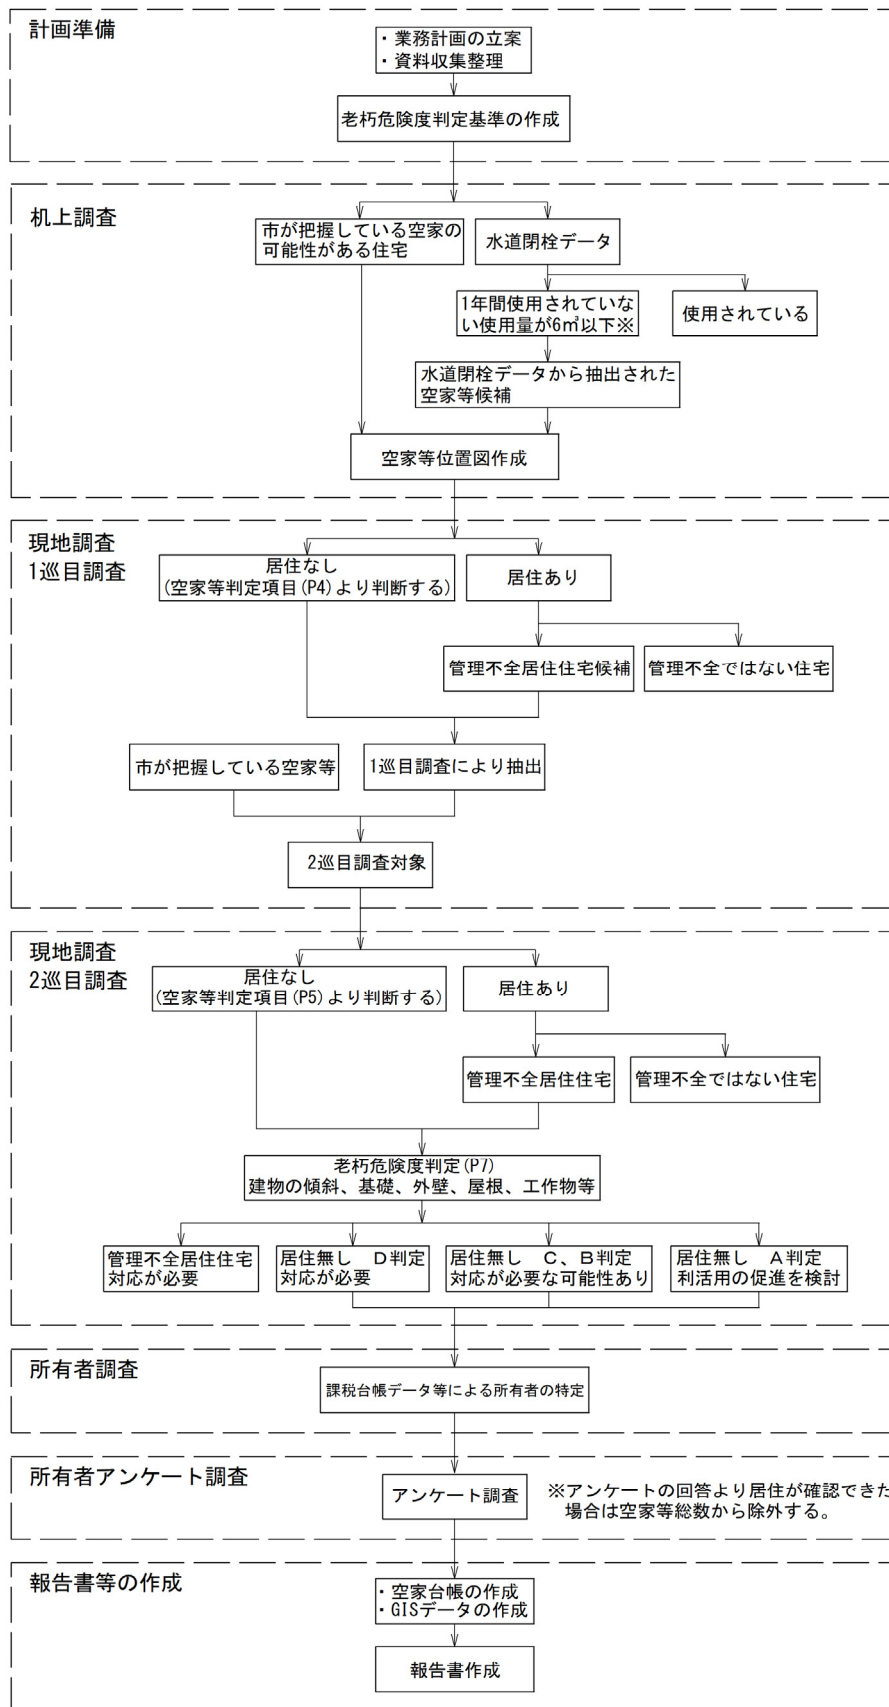 計画準備
・業務計画の立案
・資料収集整理
老朽危険度判定基準の作成
机上調査
市が把握している空家の
可能性がある住宅
水道閉栓データ
1年間使用されていな
い使用量が6㎥以下※
使用されている
水道閉栓データから抽出された
空家等候補
空家等位置図作成
現地調査
1巡目調査
居住なし
(空家等判定項目(P4)より判断する)
居住あり
管理不全居住住宅候補
管理不全ではない住宅
市が把握している空家等
1巡目調査により抽出
2巡目調査対象
現地調査
2巡目調査
居住なし
(空家等判定項目(P5)より判断する)
居住あり
管理不全居住住宅
管理不全ではない住宅
老朽危険度判定(P7)
建物の傾斜、基礎、外壁、屋根、工作物等
管理不全居住住宅
対応が必要
居住無し　D判定
対応が必要
居住無し　C、B判定
対応が必要な可能性あり
居住無し　A判定
利活用の促進を検討
所有者調査
課税台帳データ等による所有者の特定
所有者アンケート調査
アンケート調査
※アンケートの回答より居住が確認できた
場合は空家等総数から除外する。
報告書等の作成
・空家台帳の作成
・GISデータの作成
報告書作成